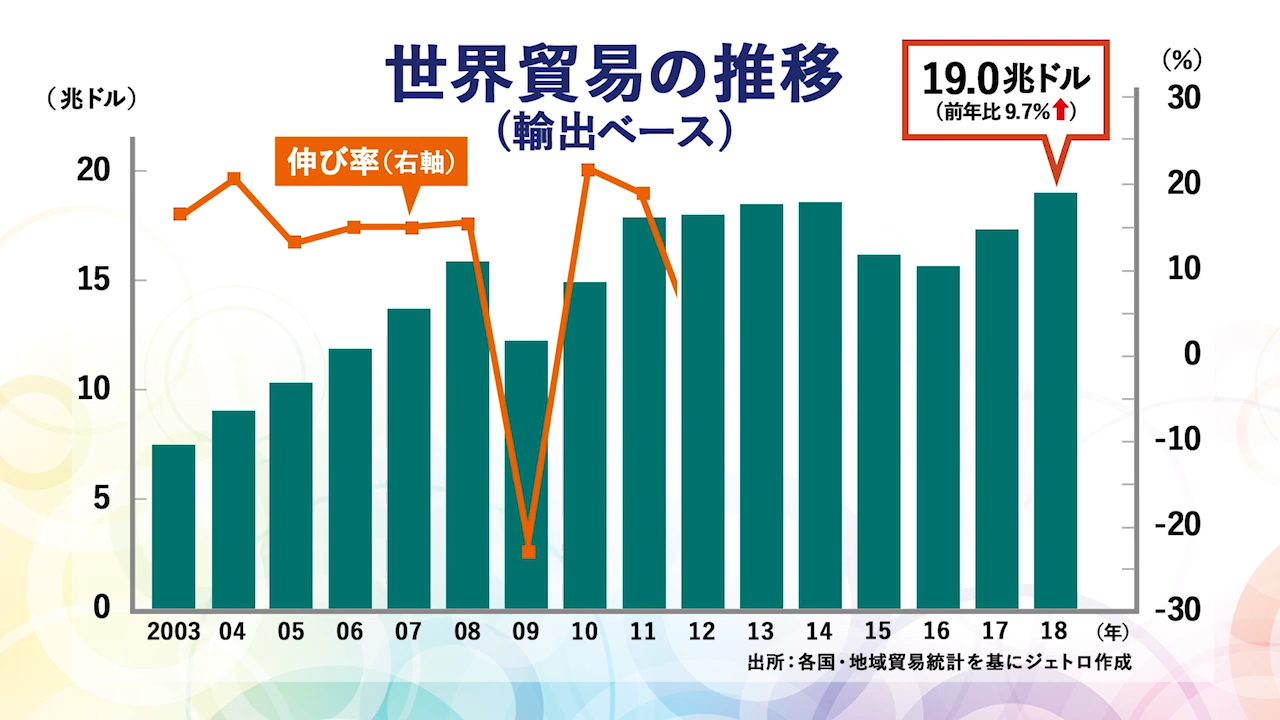 世界貿易の推移
(輸出ベース)
19.0兆ドル
(前年比 9.7%↑)
(兆ドル)
(%)
伸び率(右軸)
20
15
10
5
0
30
20
10
0
-10
-20
-30
2003 04 05 06 07 08 09 10 11 12 13 14 15 16 17 18 (年)
出所：各国・地域貿易統計を基にジェトロ作成